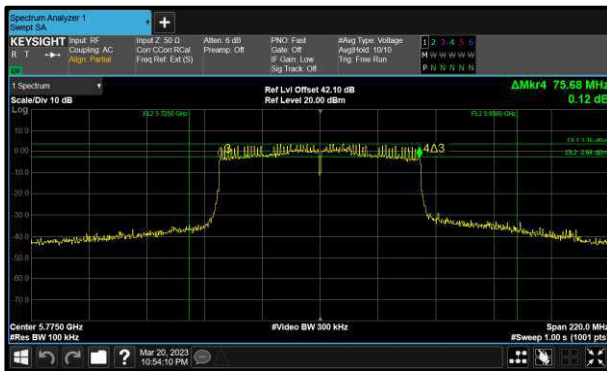 Spectrum Analyzer 1
Swept SA
KEYSIGHT
R T
Input: RF
Coupling: AC
Align: Partial
Input Z: 50 Ω
Corr CCorr RCal
Freq Ref: Ext (S)
Atten: 6 dB
Preamp: Off
PNO: Fast
Gate: Off
IF Gain: Low
Sig Track: Off
#Avg Type: Voltage
Avg|Hold: 10/10
Trig: Free Run
1 2 3 4 5 6
M W W W W W
P N N N N N
1 Spectrum
Scale/Div 10 dB
Ref Lvl Offset 42.10 dB
Ref Level 20.00 dBm
ΔMkr4 75.68 MHz
0.12 dB
Log
10.0
0.00
-10.0
-20.0
-30.0
-40.0
-50.0
-60.0
-70.0
3
4Δ3
Center 5.7750 GHz
#Res BW 100 kHz
#Video BW 300 kHz
Span 220.0 MHz
#Sweep 1.00 s (1001 pts)
?
Mar 20, 2023
10:54:10 PM